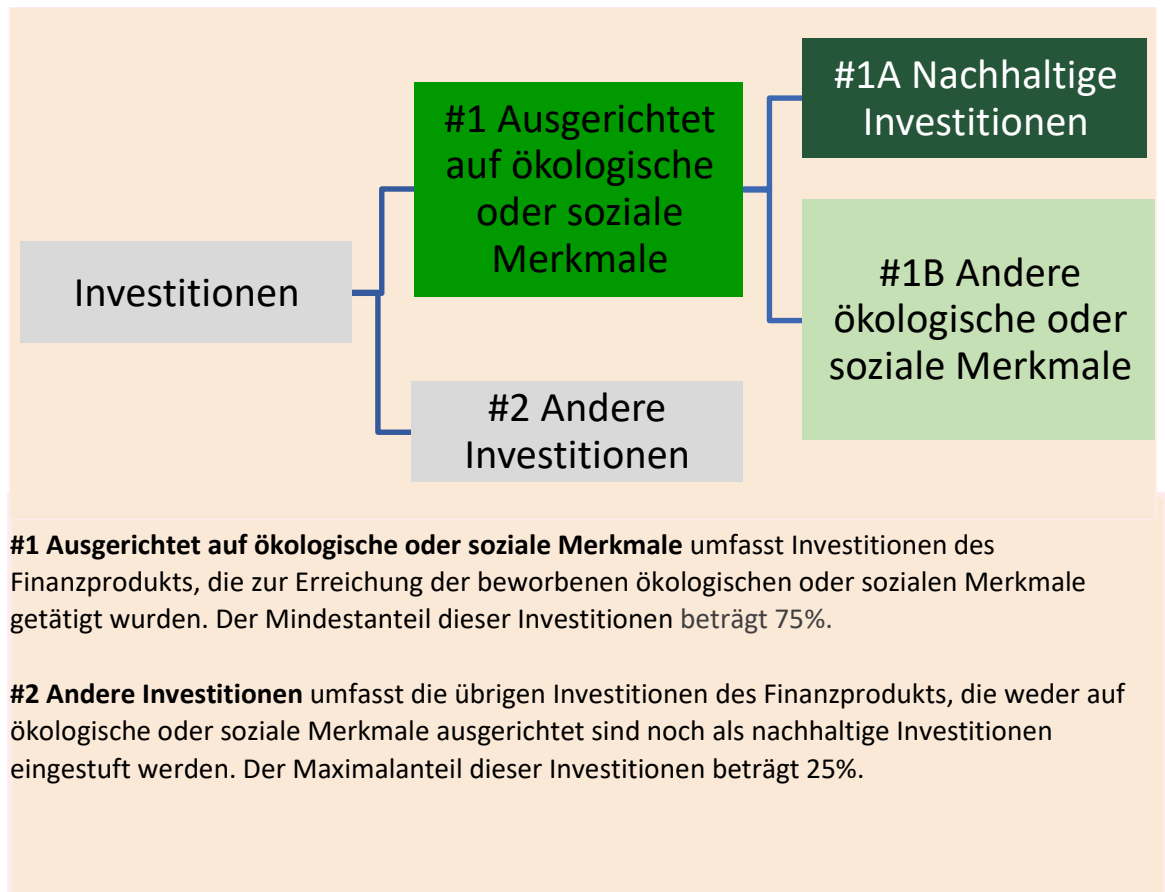 Investitionen
#1 Ausgerichtet
auf ökologische
oder soziale
Merkmale
#2 Andere
Investitionen
#1A Nachhaltige
Investitionen
#1B Andere
ökologische oder
soziale Merkmale
#1 Ausgerichtet auf ökologische oder soziale Merkmale umfasst Investitionen des
Finanzprodukts, die zur Erreichung der beworbenen ökologischen oder sozialen Merkmale
getätigt wurden. Der Mindestanteil dieser Investitionen beträgt 75%.
#2 Andere Investitionen umfasst die übrigen Investitionen des Finanzprodukts, die weder auf
ökologische oder soziale Merkmale ausgerichtet sind noch als nachhaltige Investitionen
eingestuft werden. Der Maximalanteil dieser Investitionen beträgt 25%.